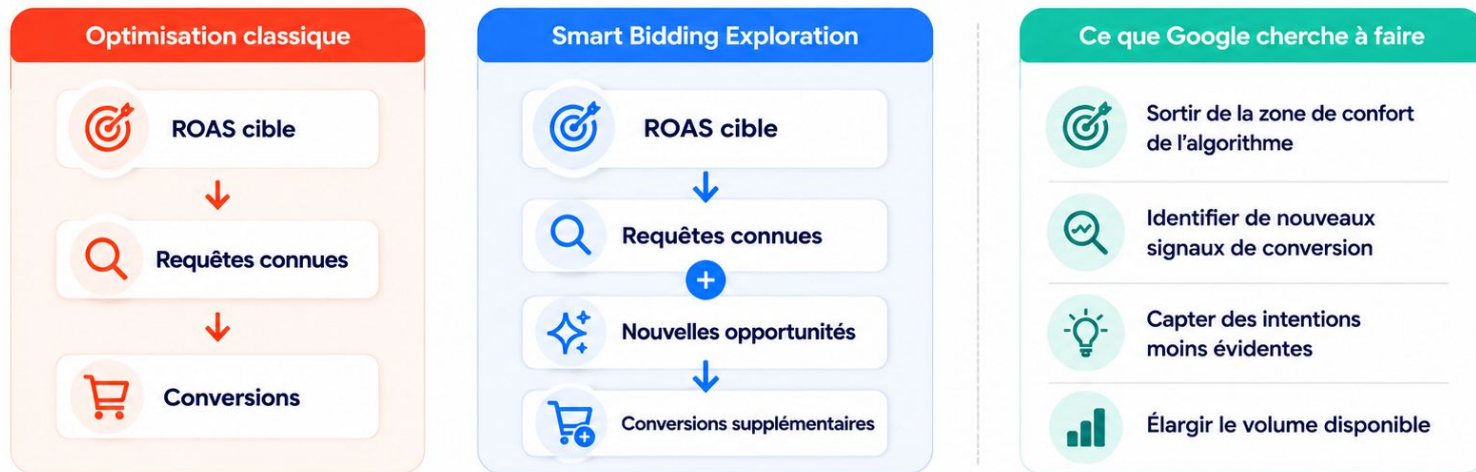 Optimisation classique
ROAS cible
Requêtes connues
Conversions
Smart Bidding Exploration
ROAS cible
Requêtes connues
+
Nouvelles opportunités
Conversions supplémentaires
Ce que Google cherche à faire
Sortir de la zone de confort
de l'algorithme
Identifier de nouveaux
signaux de conversion
Capter des intentions
moins évidentes
Élargir le volume disponible